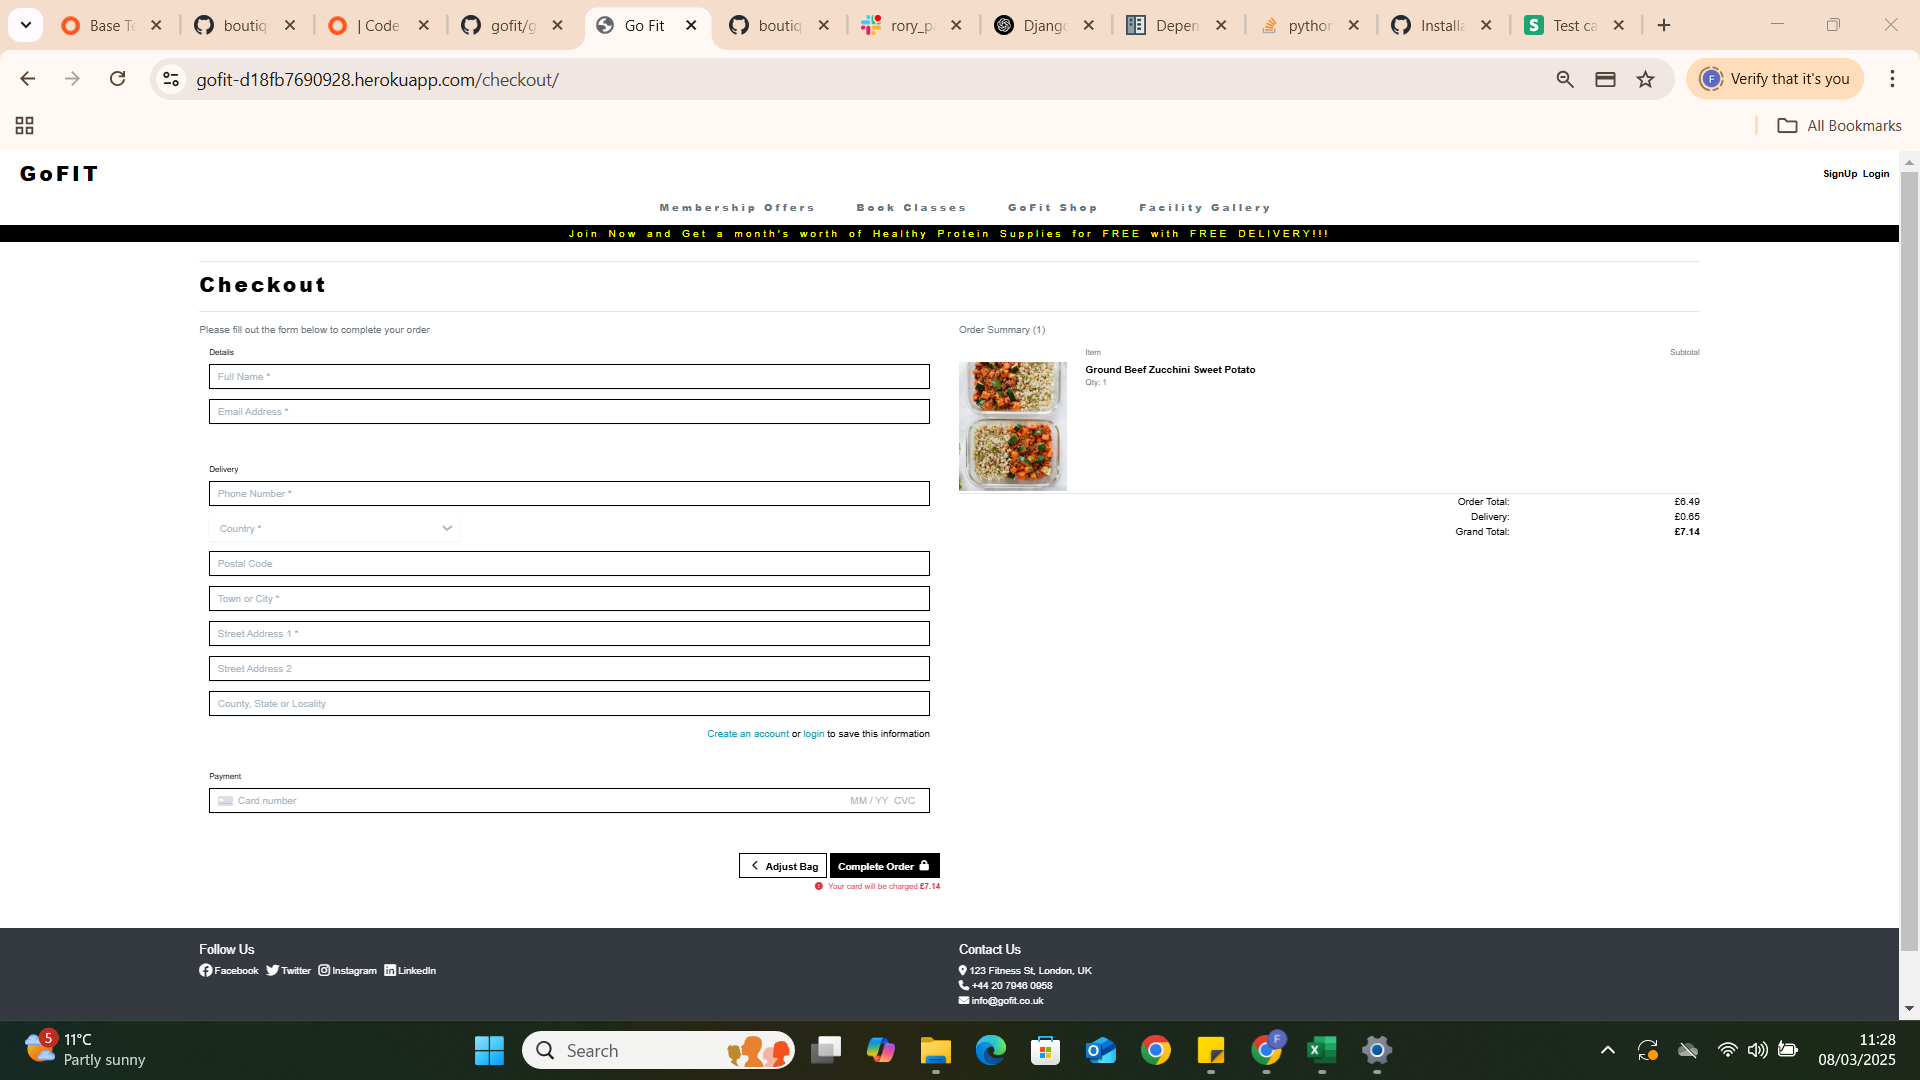 Base Te
boutiq
| Code
gofit/g
Go Fit
boutiq
rory_p
Django
Depen
python
Installa
Test ca
gofit-d18fb7690928.herokuapp.com/checkout/
F
Verify that it's you
All Bookmarks
GoFIT
SignUp Login
Membership Offers Book Classes GoFit Shop Facility Gallery
Join Now and Get a month's worth of Healthy Protein Supplies for FREE with FREE DELIVERY!!!
Checkout
Please fill out the form below to complete your order
Details
Full Name *
Email Address *
Delivery
Phone Number *
Country *
Postal Code
Town or City *
Street Address 1 *
Street Address 2
County, State or Locality
Create an account or login to save this information
Payment
Card number MM / YY CVC
Adjust Bag Complete Order
Your card will be charged £7.14
Order Summary (1)
Item Subtotal
Ground Beef Zucchini Sweet Potato
Qty: 1
Order Total: £6.49
Delivery: £0.65
Grand Total: £7.14
Follow Us
Facebook Twitter Instagram LinkedIn
Contact Us
123 Fitness St, London, UK
+44 20 7946 0958
info@gofit.co.uk
5
11°C
Partly sunny
Search
F
11:28
08/03/2025